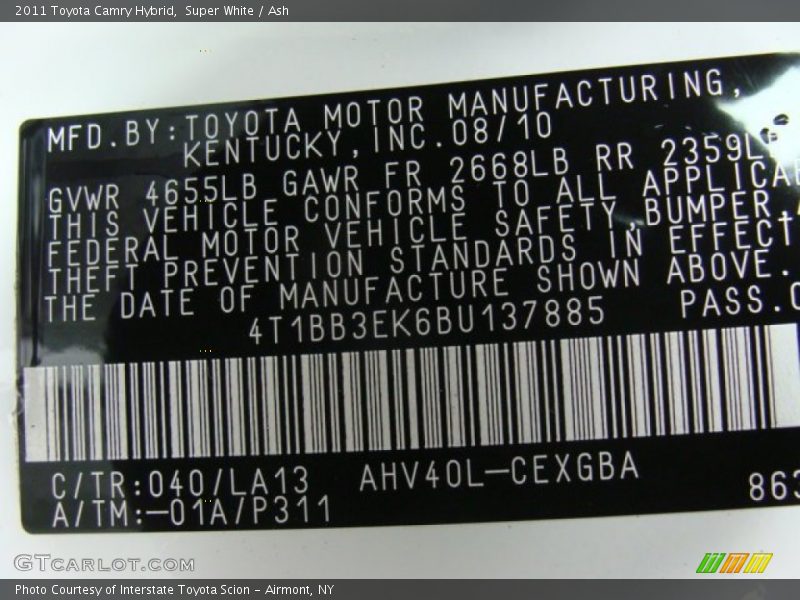 2011 Toyota Camry Hybrid, Super White / Ash
MFD.BY:TOYOTA MOTOR MANUFACTURING,
KENTUCKY,INC.08/10
GVWR 4655LB GAWR FR 2668LB RR 2359L
THIS VEHICLE CONFORMS TO ALL APPLICA
FEDERAL MOTOR VEHICLE SAFETY,BUMPER,
THEFT PREVENTION STANDARDS IN EFFECT
THE DATE OF MANUFACTURE SHOWN ABOVE.
4T1BB3EK6BU137885 PASS.C
C/TR:040/LA13 AHV40L-CEXGBA
A/TM:-01A/P311 863
GTCARLOT.COM
Photo Courtesy of Interstate Toyota Scion - Airmont, NY